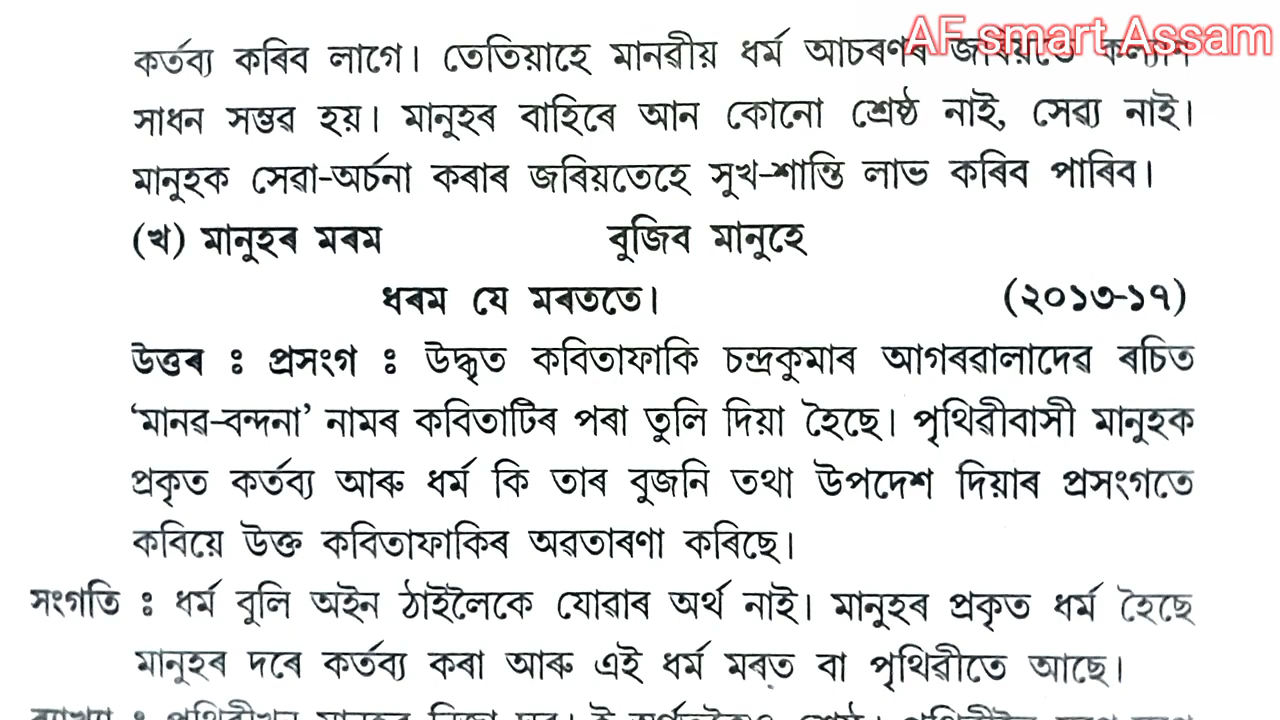 AF smart Assam
কৰ্তব্য কৰিব লাগে। তেতিয়াহে মানৱীয় ধৰ্ম আচৰণৰ জৰিয়তে কল্যাণ
সাধন সম্ভৱ হয়। মানুহৰ বাহিৰে আন কোনো শ্ৰেষ্ঠ নাই, সেৱ্য নাই।
মানুহক সেৱা-অৰ্চনা কৰাৰ জৰিয়তেহে সুখ-শান্তি লাভ কৰিব পাৰিব।
(খ) মানুহৰ মৰম বুজিব মানুহে
ধৰম যে মৰততে। (২০১৩-১৭)
উত্তৰ : প্ৰসংগ : উদ্ধৃত কবিতাফাকি চন্দ্ৰকুমাৰ আগৰৱালাদেৱ ৰচিত
‘মানৱ-বন্দনা’ নামৰ কবিতাটিৰ পৰা তুলি দিয়া হৈছে। পৃথিৱীবাসী মানুহক
প্ৰকৃত কৰ্তব্য আৰু ধৰ্ম কি তাৰ বুজনি তথা উপদেশ দিয়াৰ প্ৰসংগতে
কবিয়ে উক্ত কবিতাফাকিৰ অৱতাৰণা কৰিছে।
সংগতি : ধৰ্ম বুলি অইন ঠাইলৈকে যোৱাৰ অৰ্থ নাই। মানুহৰ প্ৰকৃত ধৰ্ম হৈছে
মানুহৰ দৰে কৰ্তব্য কৰা আৰু এই ধৰ্ম মৰত বা পৃথিৱীতে আছে।